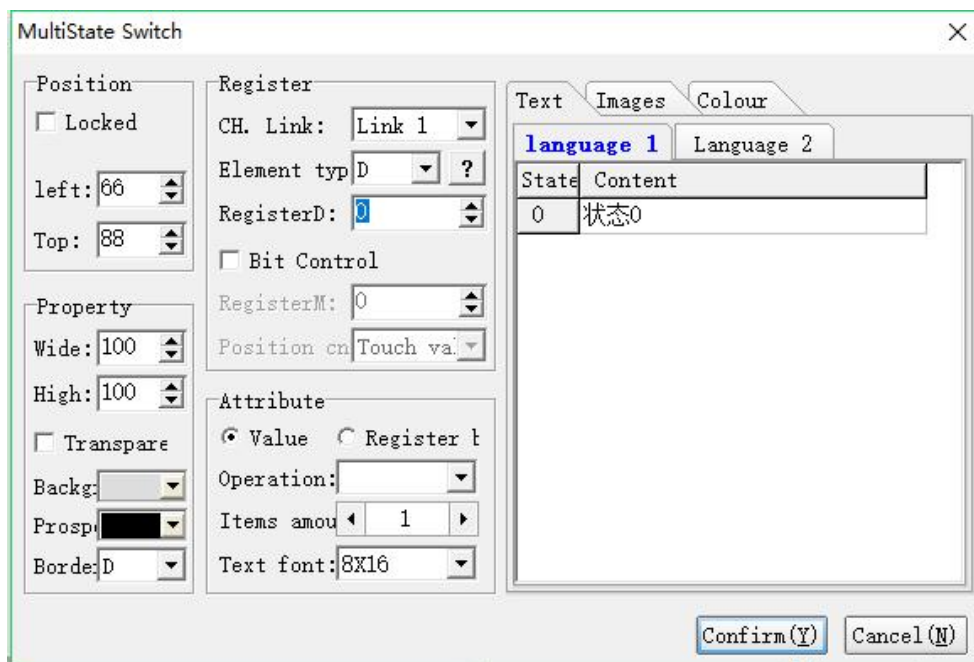 MultiState Switch
Position
Locked
left: 66
Top: 88
Property
Wide: 100
High: 100
Transpare
Backg:
Prosp
Borde: D
Register
CH. Link: Link 1
Element typ D ?
RegisterD: 0
Bit Control
RegisterM: 0
Position cn Touch va
Attribute
Value Register b
Operation:
Items amou 1
Text font: 8X16
Text Images Colour
language 1 Language 2
State Content
0 状态0
Confirm(Y) Cancel(N)